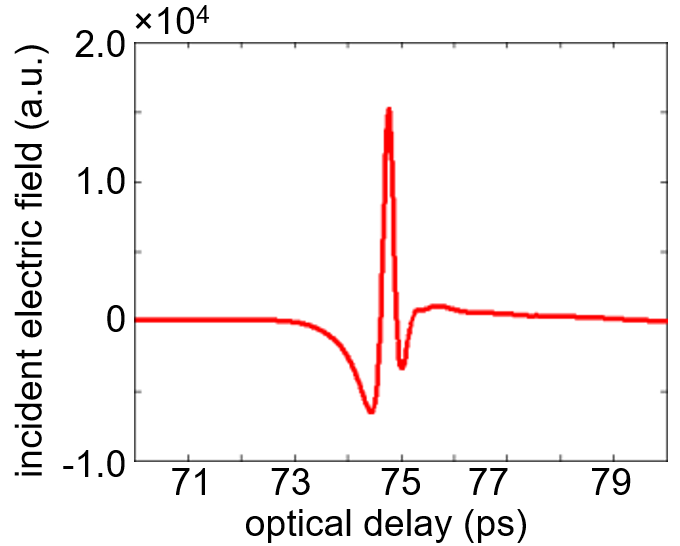 ×10⁴
2.0
1.0
0
-1.0
incident electric field (a.u.)
71 73 75 77 79
optical delay (ps)